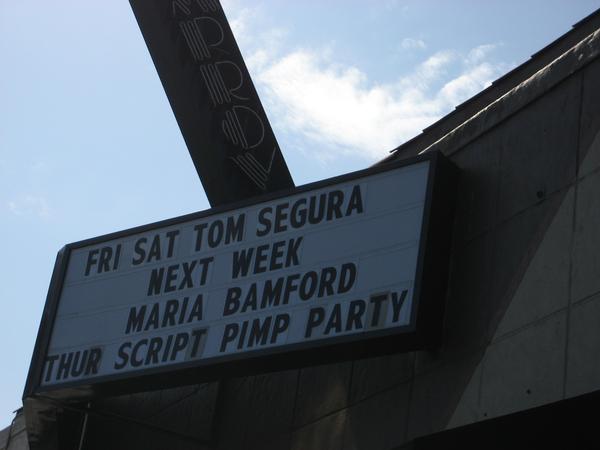 FRI SAT TOM SEGURA
NEXT WEEK
MARIA BAMFORD
THUR SCRIPT PIMP PARTY